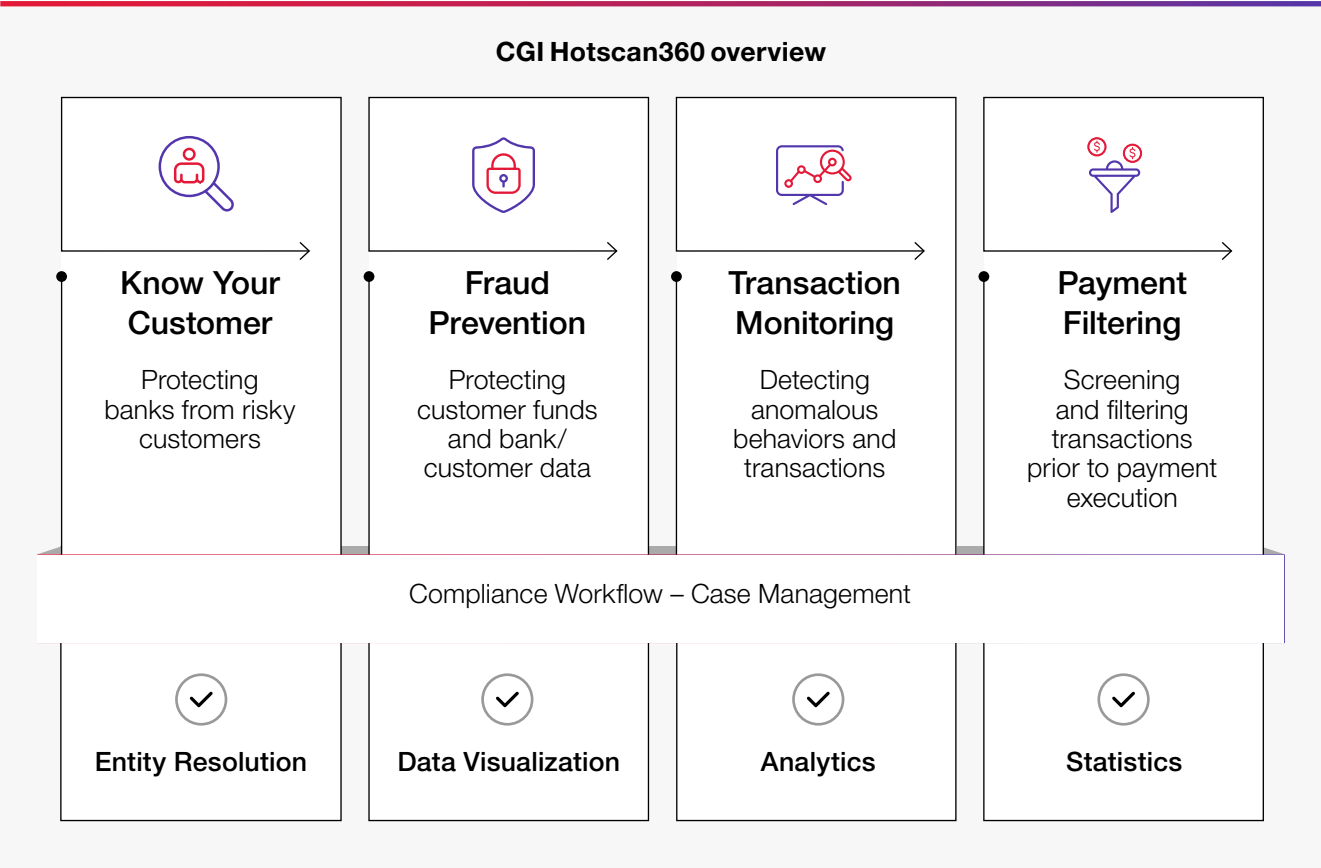 CGI Hotscan360 overview
Know Your
Customer
Protecting
banks from risky
customers
Fraud
Prevention
Protecting
customer funds
and bank/
customer data
Transaction
Monitoring
Detecting
anomalous
behaviors and
transactions
$
$
Payment
Filtering
Screening
and filtering
transactions
prior to payment
execution
Compliance Workflow – Case Management
Entity Resolution
Data Visualization
Analytics
Statistics